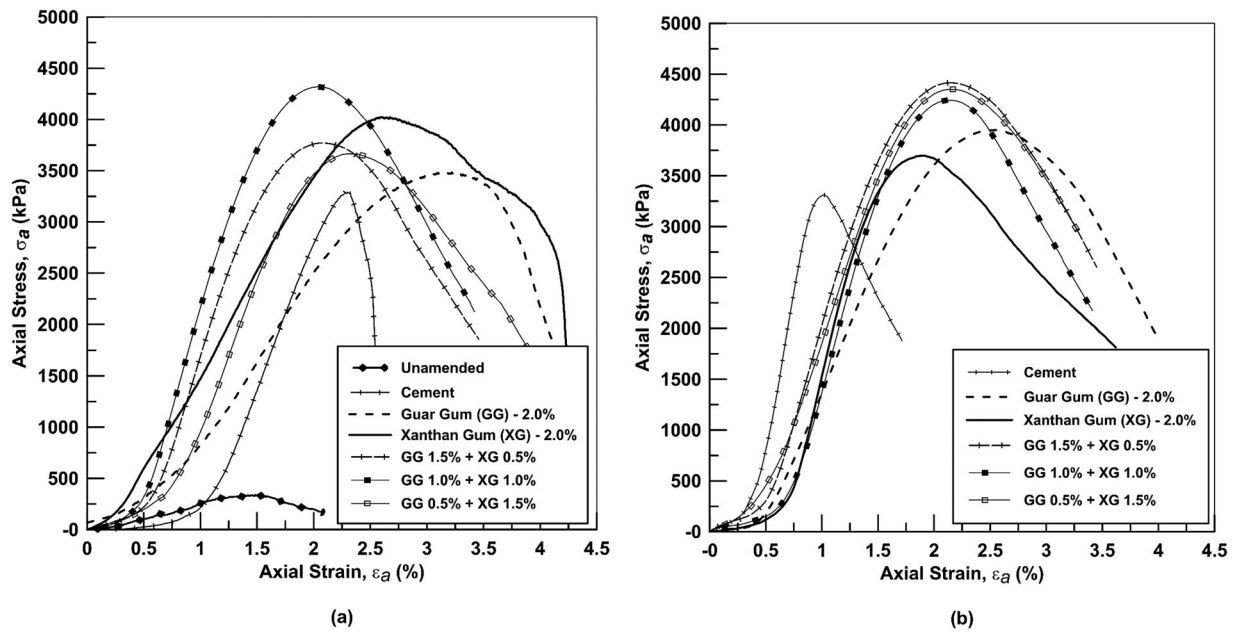 5000
4500
4000
3500
3000
2500
2000
1500
1000
500
-0
Axial Stress, σa (kPa)
0 0.5 1 1.5 2 2.5 3 3.5 4 4.5
Axial Strain, εa (%)
Unamended
Cement
Guar Gum (GG) - 2.0%
Xanthan Gum (XG) - 2.0%
GG 1.5% + XG 0.5%
GG 1.0% + XG 1.0%
GG 0.5% + XG 1.5%
(a)
5000
4500
4000
3500
3000
2500
2000
1500
1000
500
-0
Axial Stress, σa (kPa)
-0 0.5 1 1.5 2 2.5 3 3.5 4 4.5
Axial Strain, εa (%)
Cement
Guar Gum (GG) - 2.0%
Xanthan Gum (XG) - 2.0%
GG 1.5% + XG 0.5%
GG 1.0% + XG 1.0%
GG 0.5% + XG 1.5%
(b)